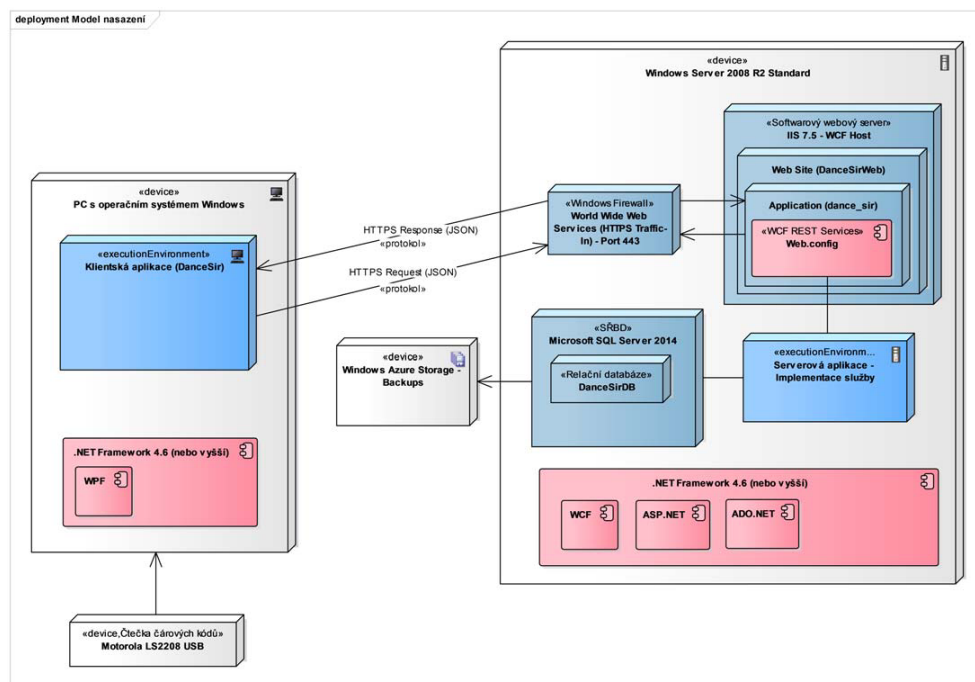 deployment Model nasazení
«device»
Windows Server 2008 R2 Standard
«Softwarový webový server»
IIS 7.5 - WCF Host
Web Site (DanceSirWeb)
Application (dance_sir)
«WCF REST Services»
Web.config
«WindowsFirewall»
World Wide Web
Services (HTTPS Traffic-
In) - Port 443
«device»
PC s operačním systémem Windows
«executionEnvironment»
Klientská aplikace (DanceSir)
HTTPS Response (JSON)
«protokol»
HTTPS Request (JSON)
«protokol»
«SŘBD»
Microsoft SQL Server 2014
«Relační databáze»
DanceSirDB
«executionEnvironm...
Serverová aplikace -
Implementace služby
«device»
Windows Azure Storage -
Backups
.NET Framework 4.6 (nebo vyšší)
WPF
.NET Framework 4.6 (nebo vyšší)
WCF
ASP.NET
ADO.NET
«device,Čtečka čárových kódů»
Motorola LS2208 USB